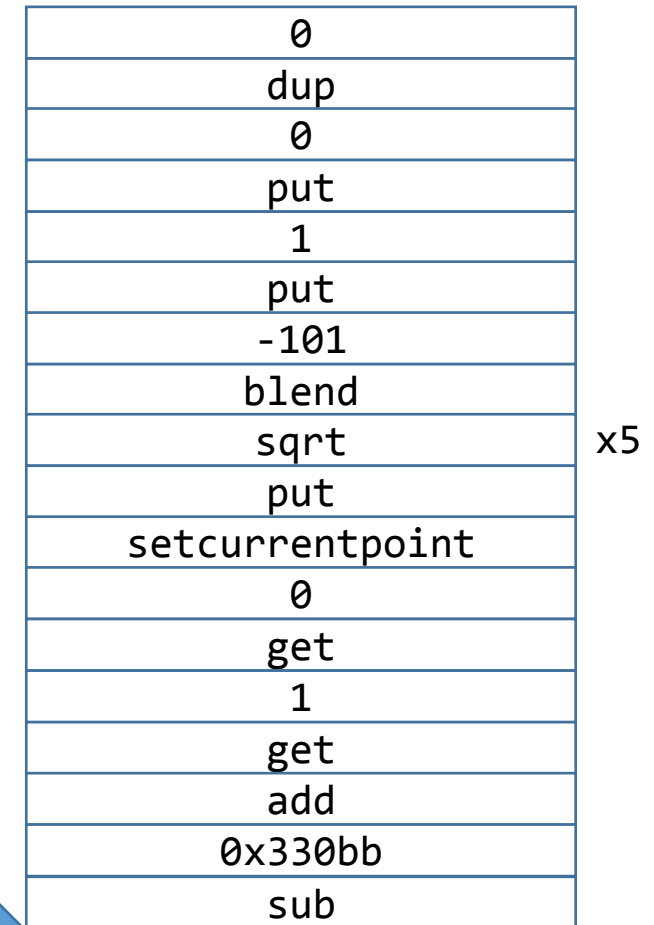 0
dup
0
put
1
put
-101
blend
sqrt x5
put
setcurrentpoint
0
get
1
get
add
0x330bb
sub